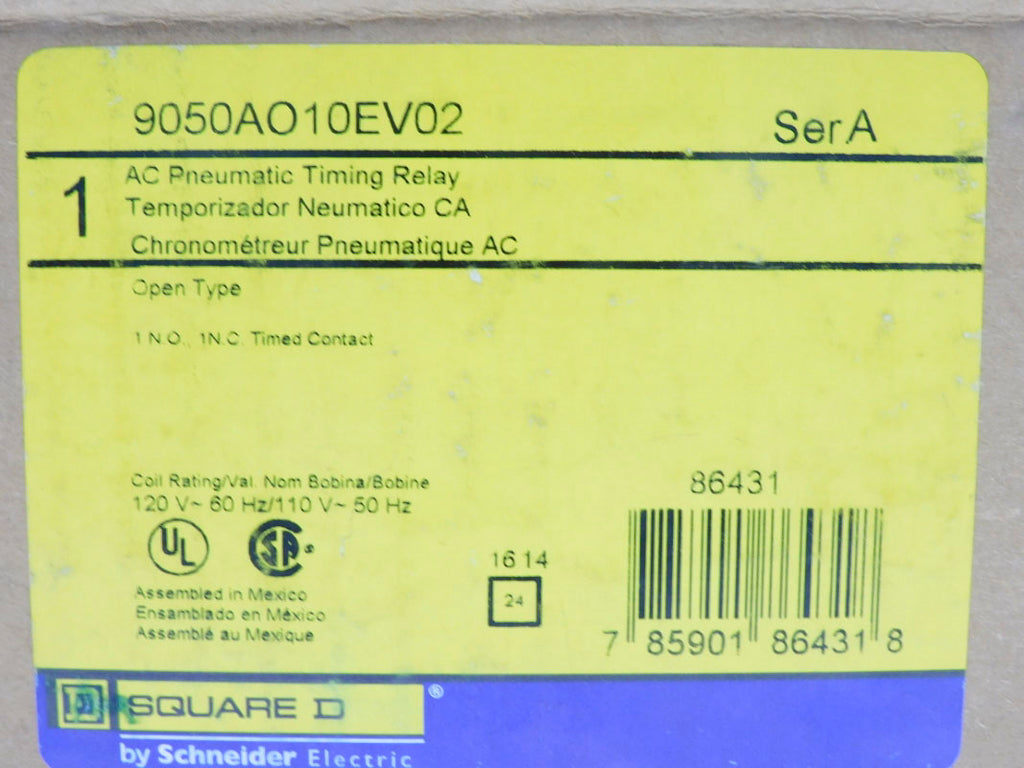 9050AO10EV02
Ser A
1
AC Pneumatic Timing Relay
Temporizador Neumatico CA
Chronométreur Pneumatique AC
Open Type
1 N.O., 1N.C. Timed Contact
Coil Rating/Val. Nom Bobina/Bobine
120 V~ 60 Hz/110 V~ 50 Hz
UL
SA s
Assembled in Mexico
Ensamblado en México
Assemblé au Mexique
16 14
24
86431
7 85901 86431 8
D
SQUARE D ®
by Schneider Electric